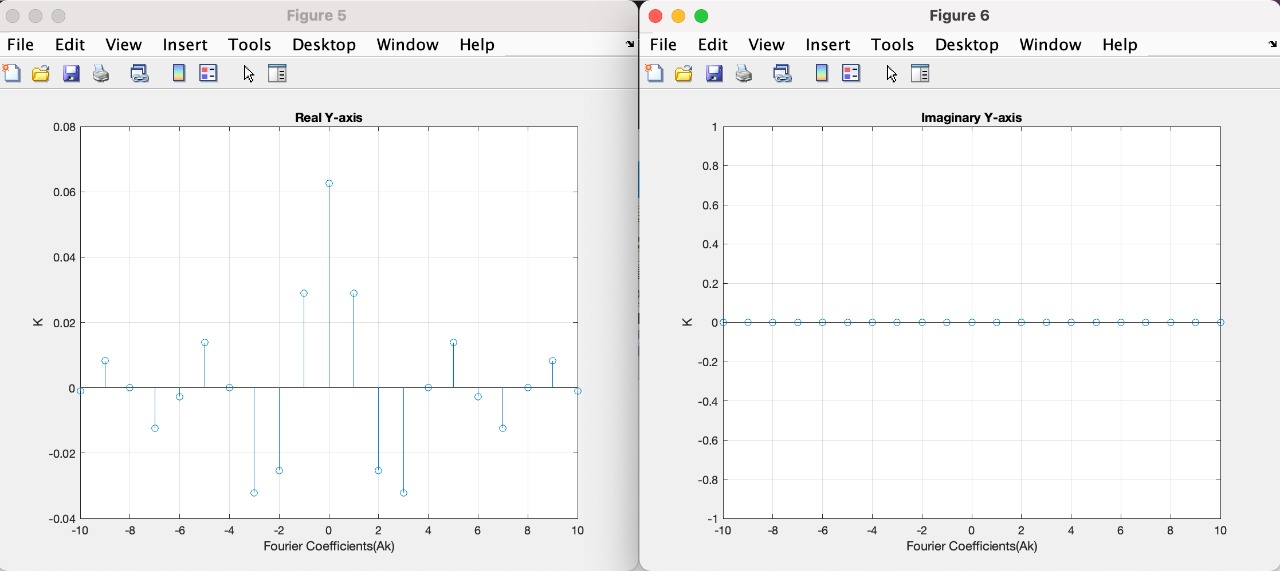 Figure 5
File Edit View Insert Tools Desktop Window Help
Real Y-axis
0.08
0.06
0.04
0.02
0
-0.02
-0.04
K
-10 -8 -6 -4 -2 0 2 4 6 8 10
Fourier Coefficients(Ak)
Figure 6
File Edit View Insert Tools Desktop Window Help
Imaginary Y-axis
1
0.8
0.6
0.4
0.2
0
-0.2
-0.4
-0.6
-0.8
-1
K
-10 -8 -6 -4 -2 0 2 4 6 8 10
Fourier Coefficients(Ak)